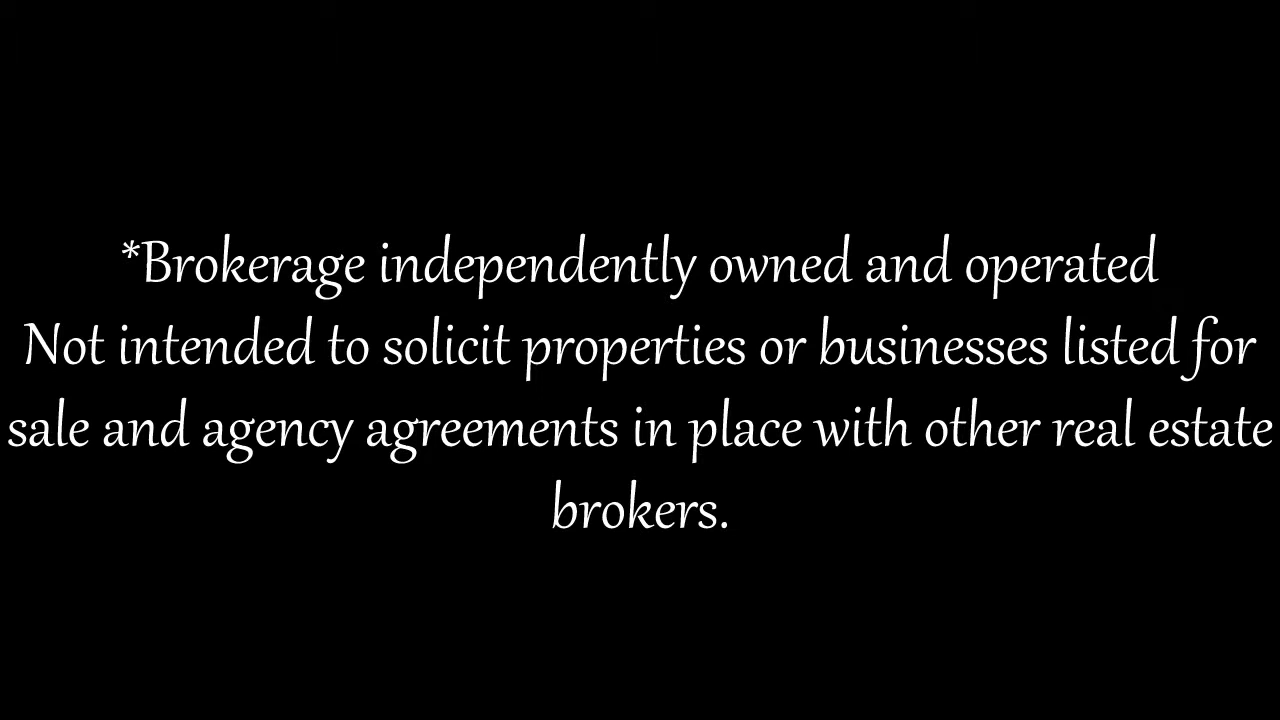 *Brokerage independently owned and operated
Not intended to solicit properties or businesses listed for
sale and agency agreements in place with other real estate
brokers.